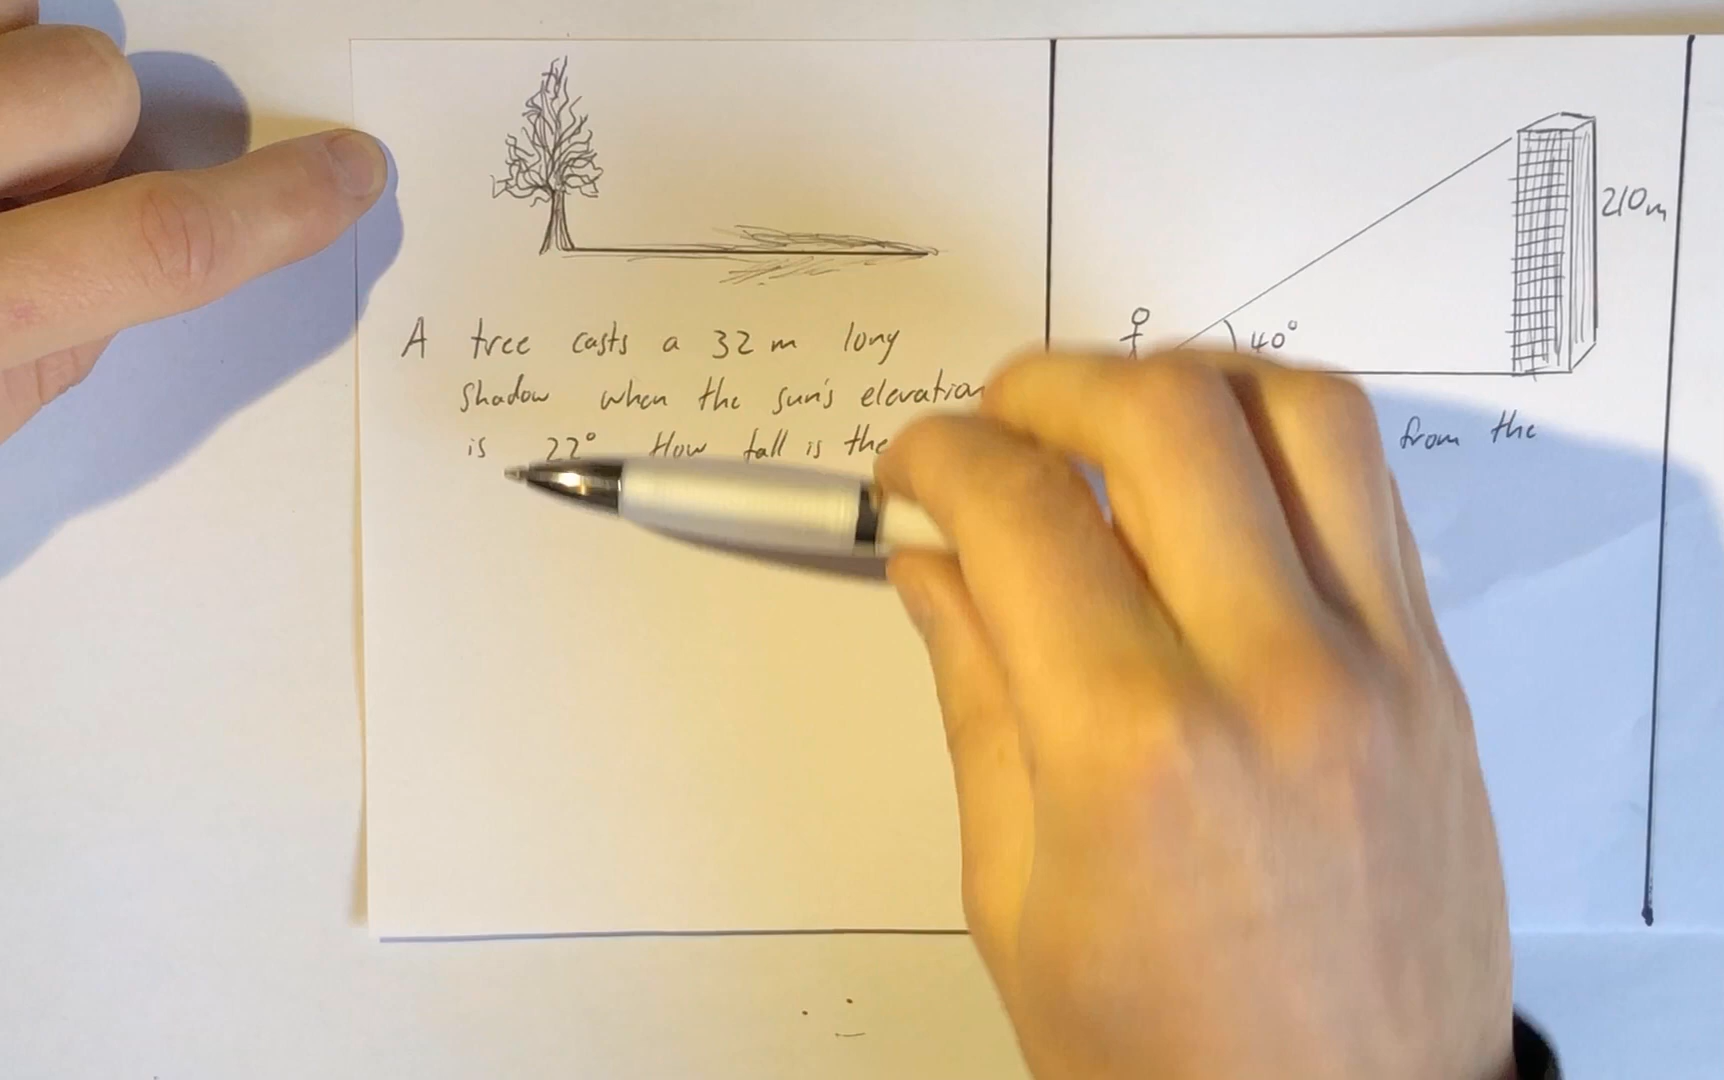 A tree casts a 32 m long
shadow when the sun's elevation
is 22° How tall is the
210m
40°
from the